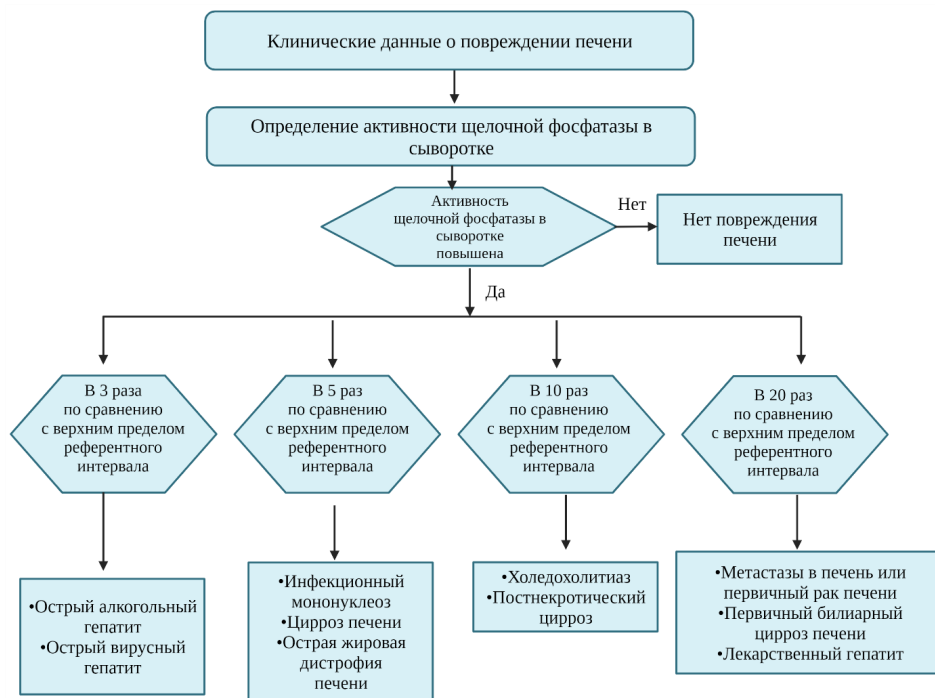 Клинические данные о повреждении печени
Определение активности щелочной фосфатазы в
сыворотке
Активность
щелочной фосфатазы в
сыворотке
повышена
Нет
Нет повреждения
печени
Да
В 3 раза
по сравнению
с верхним пределом
референтного
интервала
В 5 раз
по сравнению
с верхним пределом
референтного
интервала
В 10 раз
по сравнению
с верхним пределом
референтного
интервала
В 20 раз
по сравнению
с верхним пределом
референтного
интервала
•Острый алкогольный
гепатит
•Острый вирусный
гепатит
•Инфекционный
мононуклеоз
•Цирроз печени
•Острая жировая
дистрофия
печени
•Холедохолитиаз
•Постнекротический
цирроз
•Метастазы в печень или
первичный рак печени
•Первичный билиарный
цирроз печени
•Лекарственный гепатит